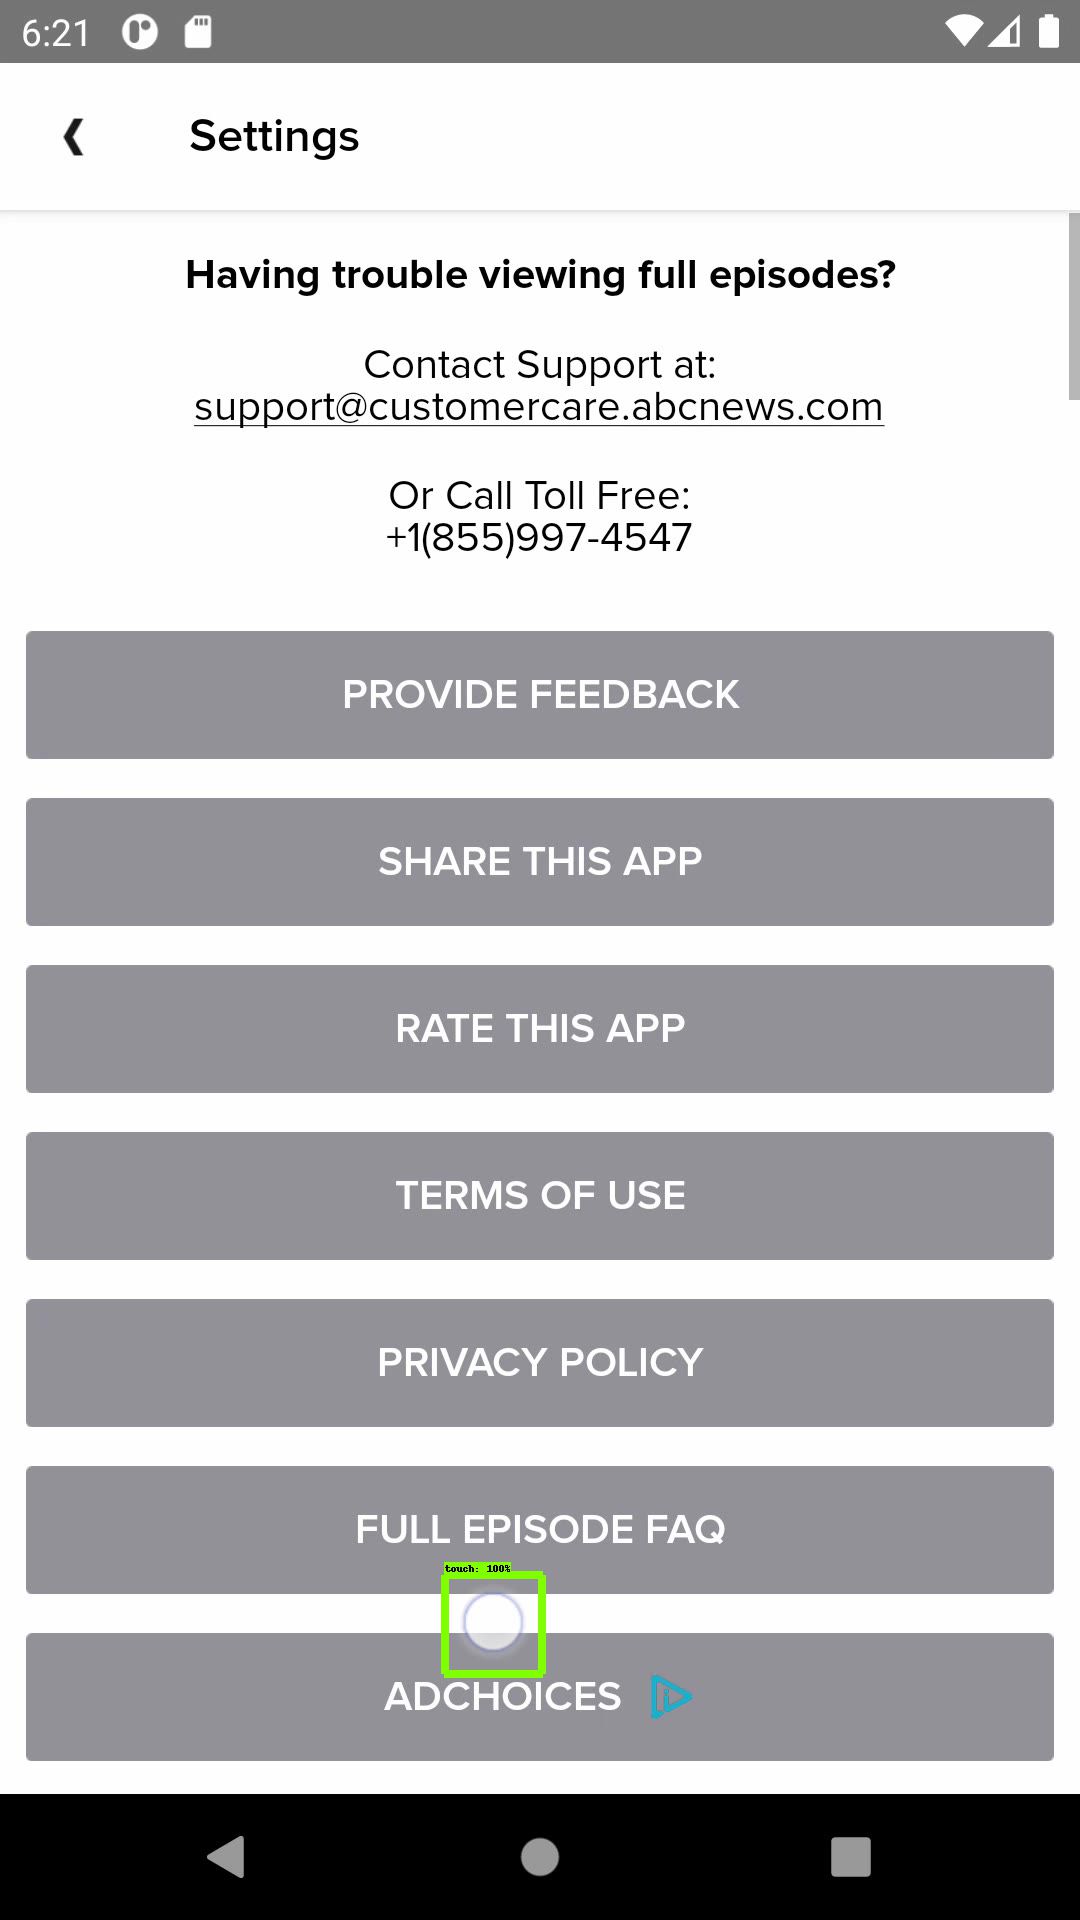 6:21
Settings
Having trouble viewing full episodes?
Contact Support at:
support@customercare.abcnews.com
Or Call Toll Free:
+1(855)997-4547
PROVIDE FEEDBACK
SHARE THIS APP
RATE THIS APP
TERMS OF USE
PRIVACY POLICY
FULL EPISODE FAQ
touch: 100%
ADCHOICES